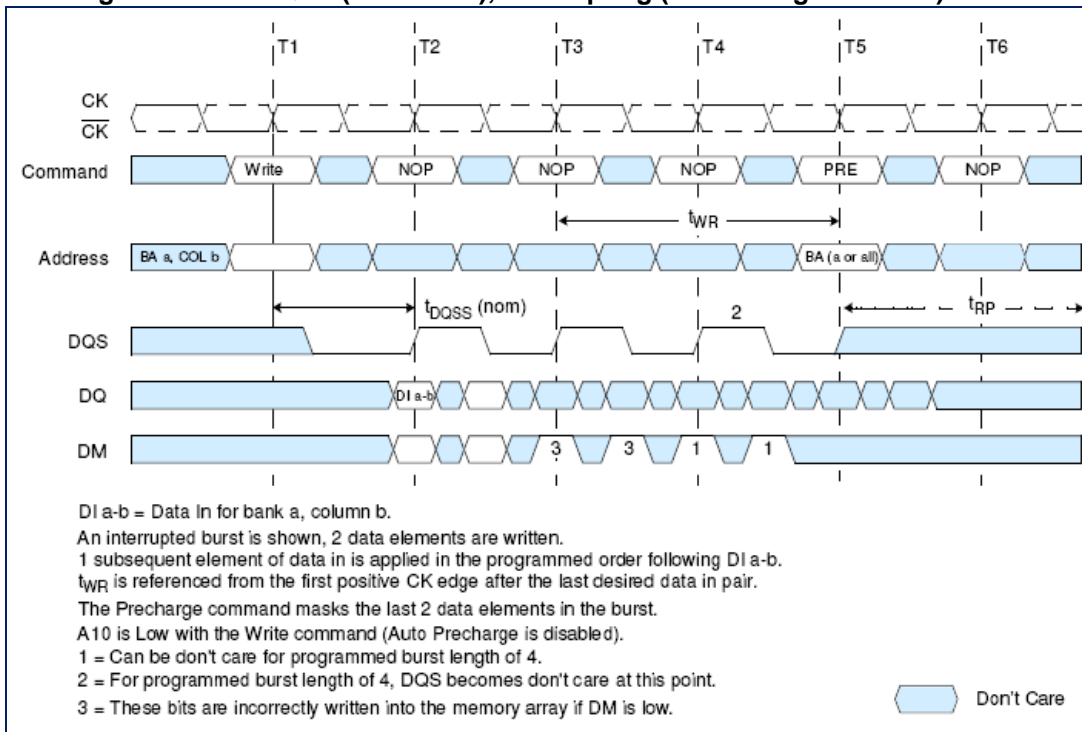 T1 T2 T3 T4 T5 T6
CK
CK
Command Write NOP NOP NOP PRE NOP
tWR
Address BA a, COL b BA (a or all)
tDQSS (nom) 2 tRP
DQS
DQ DI a-b
DM 3 3 1 1
DI a-b = Data In for bank a, column b.
An interrupted burst is shown, 2 data elements are written.
1 subsequent element of data in is applied in the programmed order following DI a-b.
tWR is referenced from the first positive CK edge after the last desired data in pair.
The Precharge command masks the last 2 data elements in the burst.
A10 is Low with the Write command (Auto Precharge is disabled).
1 = Can be don't care for programmed burst length of 4.
2 = For programmed burst length of 4, DQS becomes don't care at this point.
3 = These bits are incorrectly written into the memory array if DM is low.
Don't Care